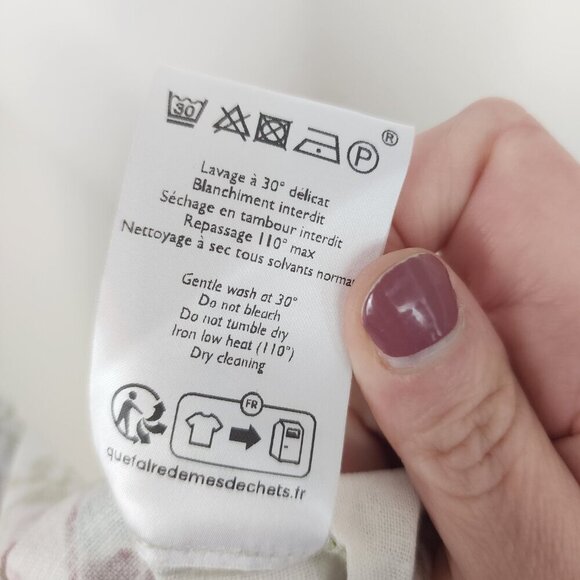 30 P ®
Lavage à 30° délicat
Blanchiment interdit
Séchage en tambour interdit
Repassage 110° max
Nettoyage à sec tous solvants norma
Gentle wash at 30°
Do not bleach
Do not tumble dry
Iron low heat (110°)
Dry cleaning
FR
quefairedemesdechets.fr